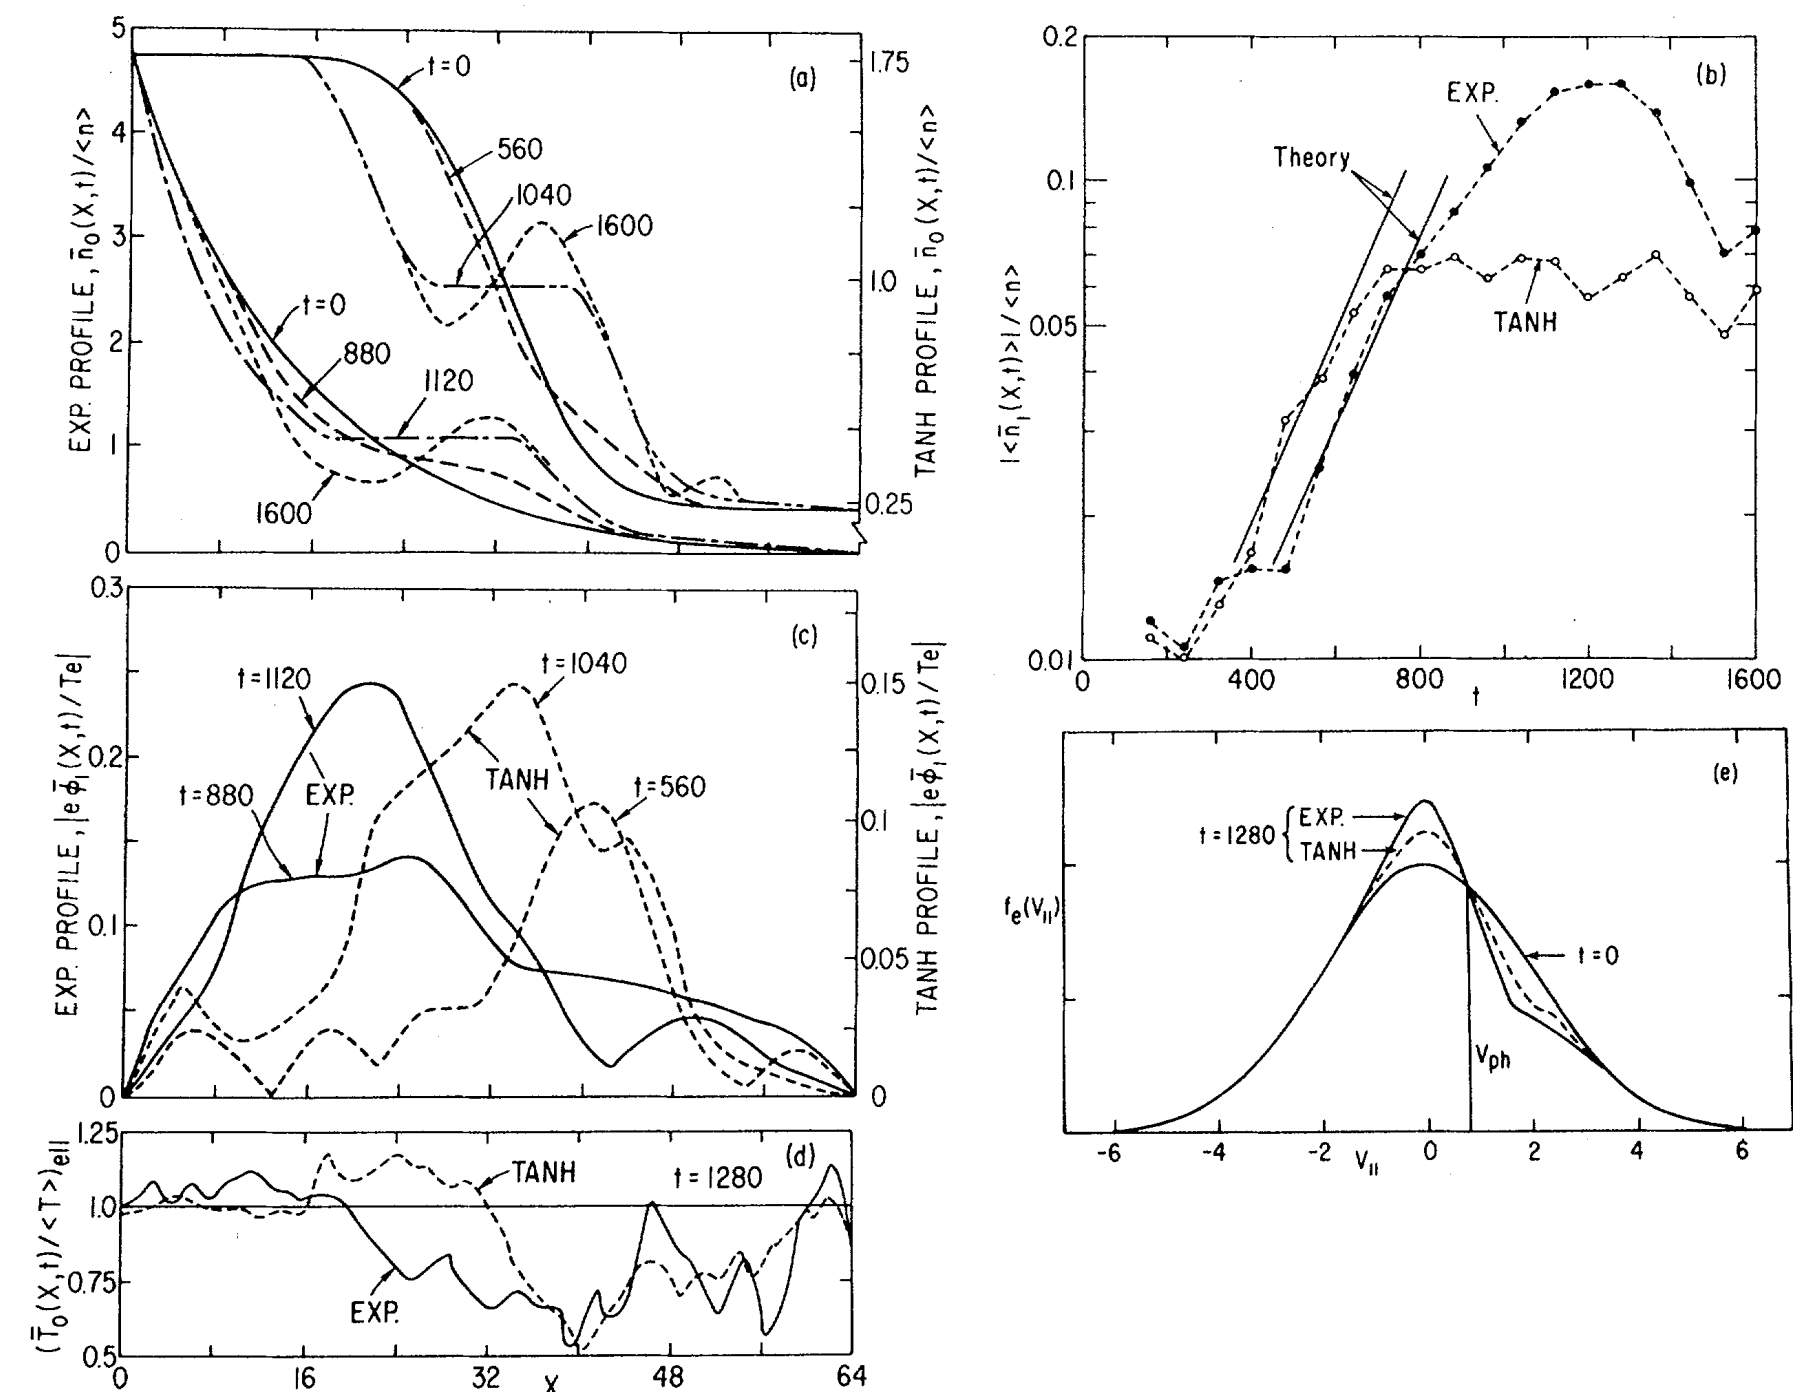 (a)
EXP. PROFILE, n̄₀(X,t)/<n>
TANH PROFILE, n̄₀(X,t)/<n>
5
4
3
2
1
0
1.75
1.0
0.25
t=0
560
1040
1600
t=0
880
1120
1600
(b)
|<n̄₁(X,t)>|/<n>
0.2
0.1
0.05
0.01
EXP.
Theory
TANH
0 400 800 1200 1600
t
(c)
EXP. PROFILE, |eφ̄₁(X,t)/Te|
TANH PROFILE, |eφ̄₁(X,t)/Te|
0.3
0.2
0.1
0
0.15
0.1
0.05
0
t=1120
t=1040
t=880
EXP.
TANH
t=560
(d)
(T̄₀(X,t)/<T>)ₑ||
1.25
1.0
0.75
0.5
TANH
t=1280
EXP.
0 16 32 48 64
X
(e)
fₑ(V||)
t=1280 { EXP.
TANH
t=0
Vph
-6 -4 -2 0 2 4 6
V||